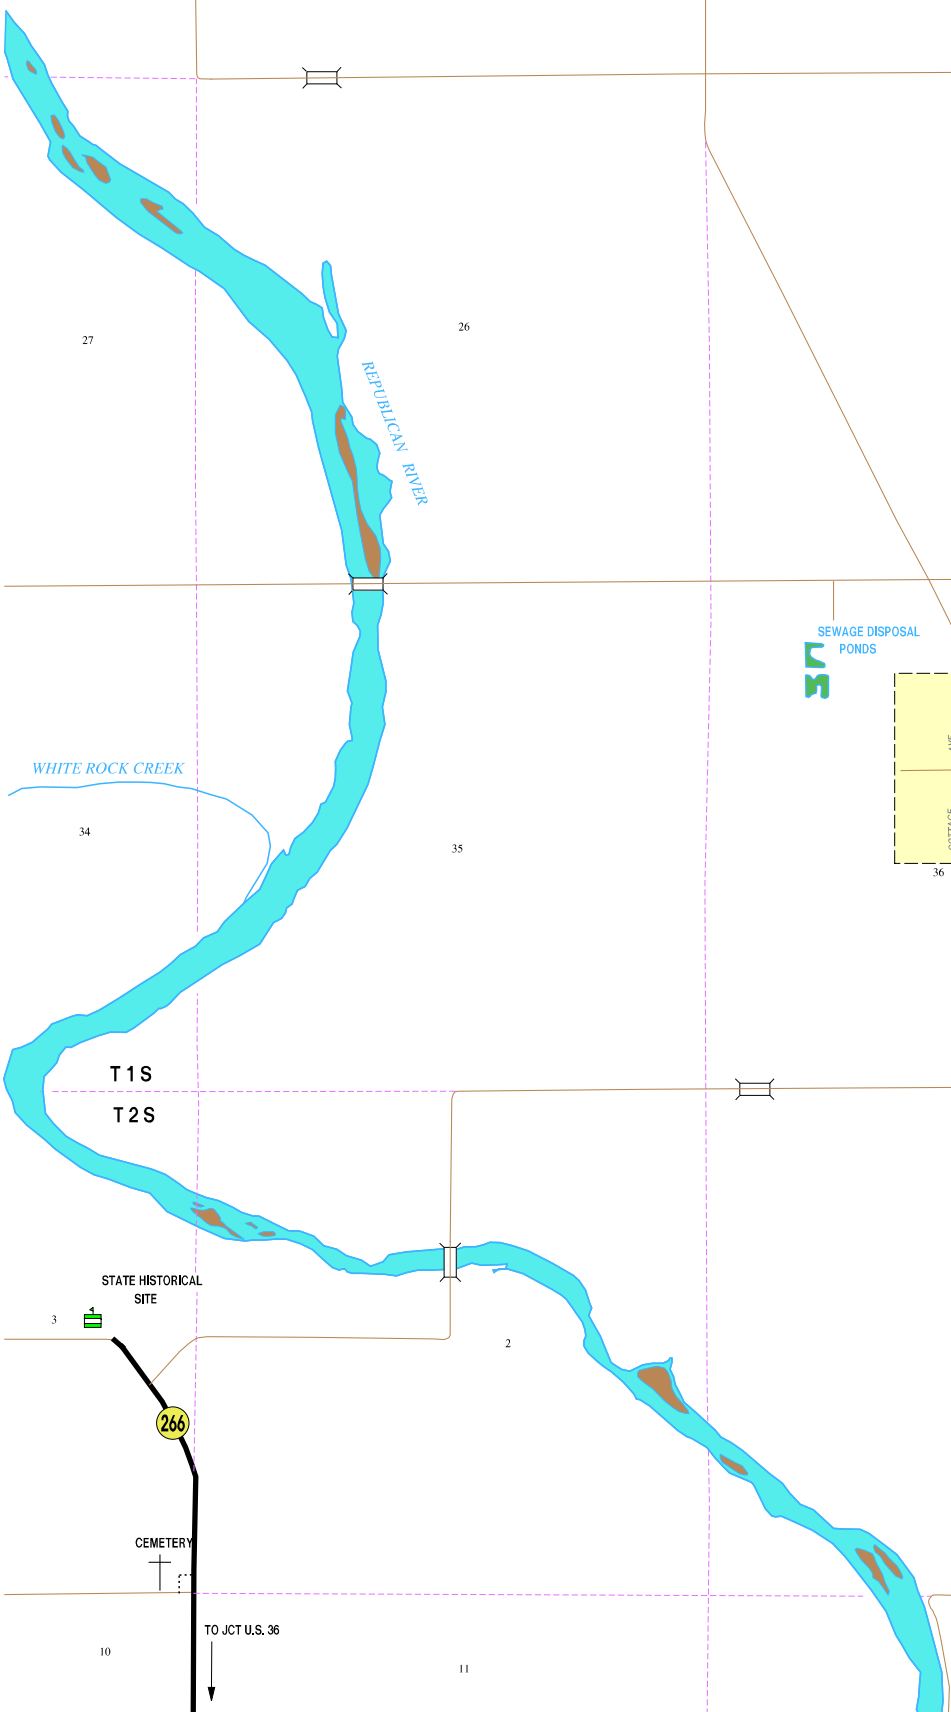 26
27
REPUBLICAN RIVER
SEWAGE DISPOSAL
PONDS
WHITE ROCK CREEK
34
35
COTTAGE
36
T 1 S
T 2 S
STATE HISTORICAL
SITE
3
2
266
CEMETERY
TO JCT U.S. 36
10
11